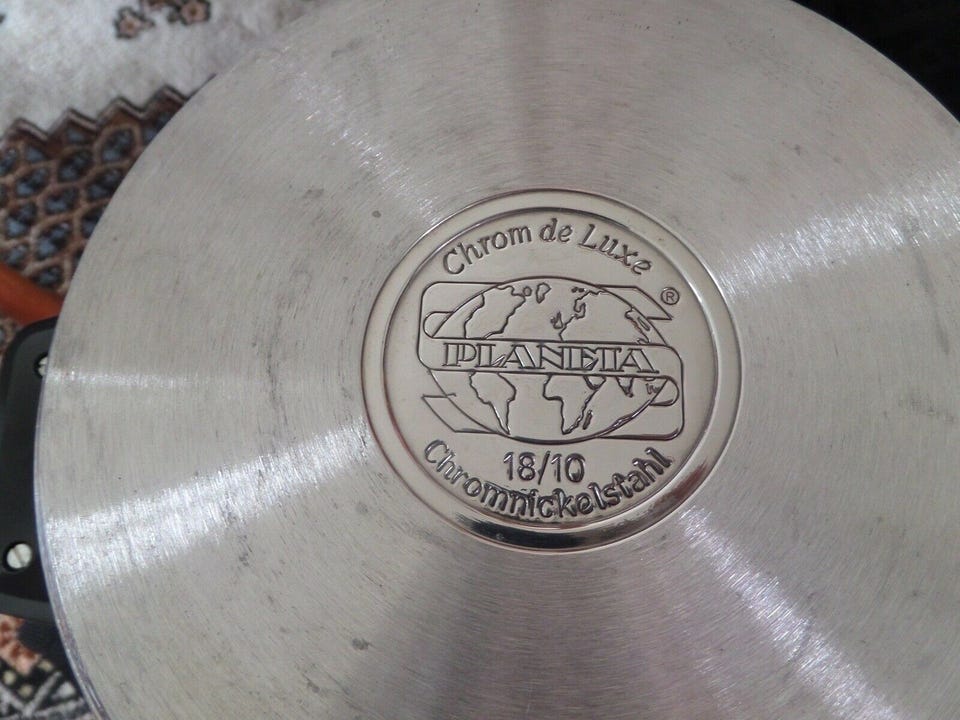 Chrom de Luxe
®
PLANETA
18/10
Chromnickelstahl